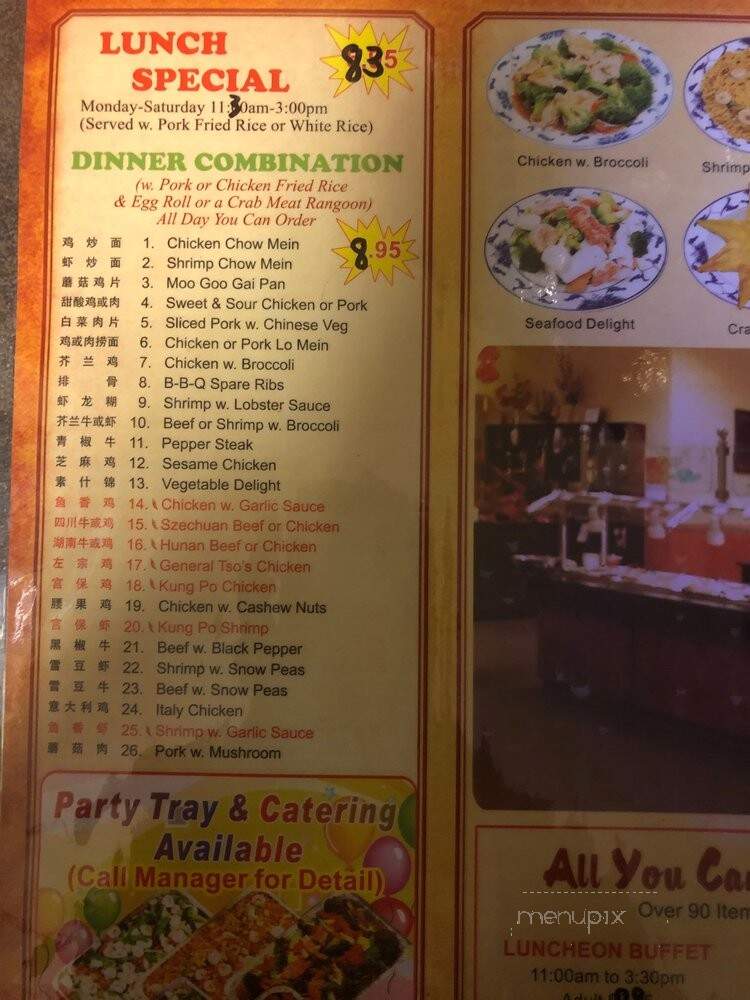 LUNCH
SPECIAL
Monday-Saturday 11:30am-3:00pm
(Served w. Pork Fried Rice or White Rice)
DINNER COMBINATION
(w. Pork or Chicken Fried Rice
& Egg Roll or a Crab Meat Rangoon)
All Day You Can Order
8.95
鸡炒面 1. Chicken Chow Mein
虾炒面 2. Shrimp Chow Mein
蘑菇鸡片 3. Moo Goo Gai Pan
甜酸鸡或肉 4. Sweet & Sour Chicken or Pork
白菜肉片 5. Sliced Pork w. Chinese Veg
鸡或肉捞面 6. Chicken or Pork Lo Mein
芥兰鸡 7. Chicken w. Broccoli
排骨 8. B-B-Q Spare Ribs
虾龙糊 9. Shrimp w. Lobster Sauce
芥兰牛或虾 10. Beef or Shrimp w. Broccoli
青椒牛 11. Pepper Steak
芝麻鸡 12. Sesame Chicken
素什锦 13. Vegetable Delight
鱼香鸡 14. Chicken w. Garlic Sauce
四川牛或鸡 15. Szechuan Beef or Chicken
湖南牛或鸡 16. Hunan Beef or Chicken
左宗鸡 17. General Tso's Chicken
宫保鸡 18. Kung Po Chicken
腰果鸡 19. Chicken w. Cashew Nuts
宫保虾 20. Kung Po Shrimp
黑椒牛 21. Beef w. Black Pepper
雪豆虾 22. Shrimp w. Snow Peas
雪豆牛 23. Beef w. Snow Peas
意大利鸡 24. Italy Chicken
鱼香虾 25. Shrimp w. Garlic Sauce
蘑菇肉 26. Pork w. Mushroom
Party Tray & Catering
Available
(Call Manager for Detail)
Chicken w. Broccoli
Shrimp
Seafood Delight
Cra
All You Ca
Over 90 Item
menupix
LUNCHEON BUFFET
11:00am to 3:30pm